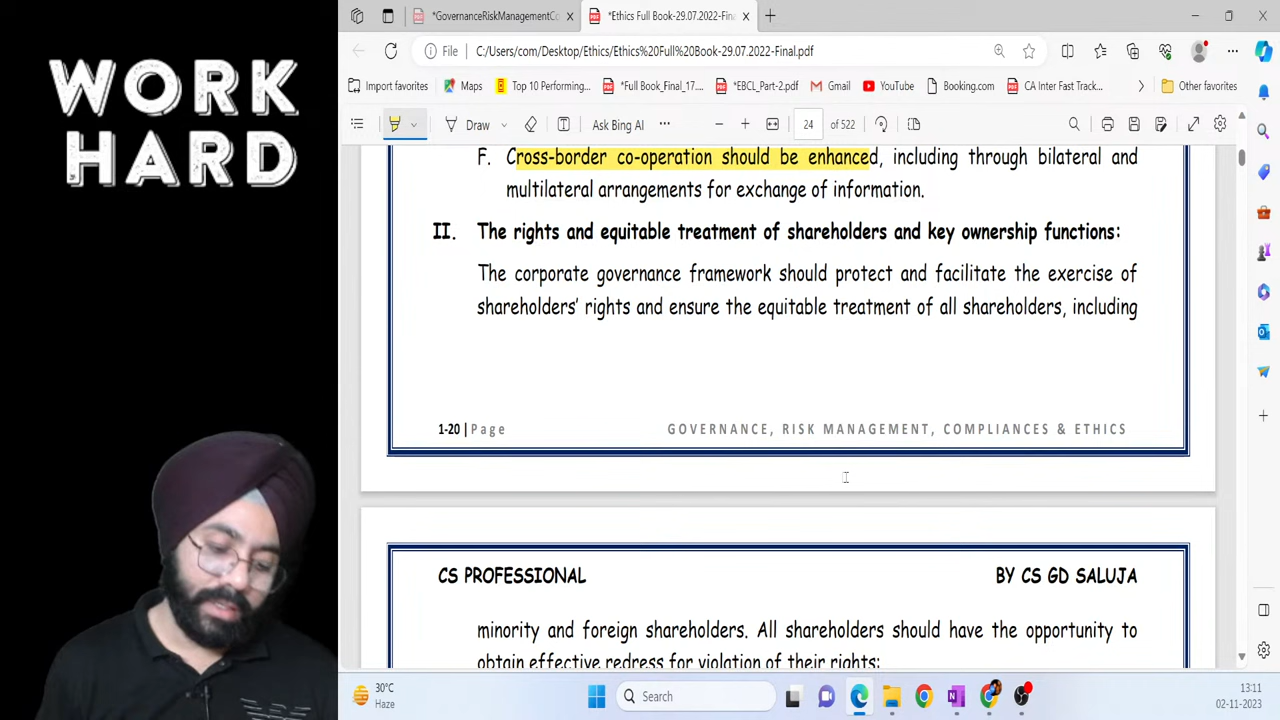 WORK
HARD
*GovernanceRiskManagementCo
*Ethics Full Book-29.07.2022-Fina
File
C:/Users/com/Desktop/Ethics/Ethics%20Full%20Book-29.07.2022-Final.pdf
Import favorites
Maps
Top 10 Performing...
*Full Book_Final_17....
*EBCL_Part-2.pdf
Gmail
YouTube
Booking.com
CA Inter Fast Track...
Other favorites
Draw
Ask Bing AI
24 of 522
F. Cross-border co-operation should be enhanced, including through bilateral and
multilateral arrangements for exchange of information.
II. The rights and equitable treatment of shareholders and key ownership functions:
The corporate governance framework should protect and facilitate the exercise of
shareholders' rights and ensure the equitable treatment of all shareholders, including
1-20 | Page
GOVERNANCE, RISK MANAGEMENT, COMPLIANCES & ETHICS
CS PROFESSIONAL
BY CS GD SALUJA
minority and foreign shareholders. All shareholders should have the opportunity to
obtain effective redress for violation of their rights:
30°C
Haze
Search
13:11
02-11-2023